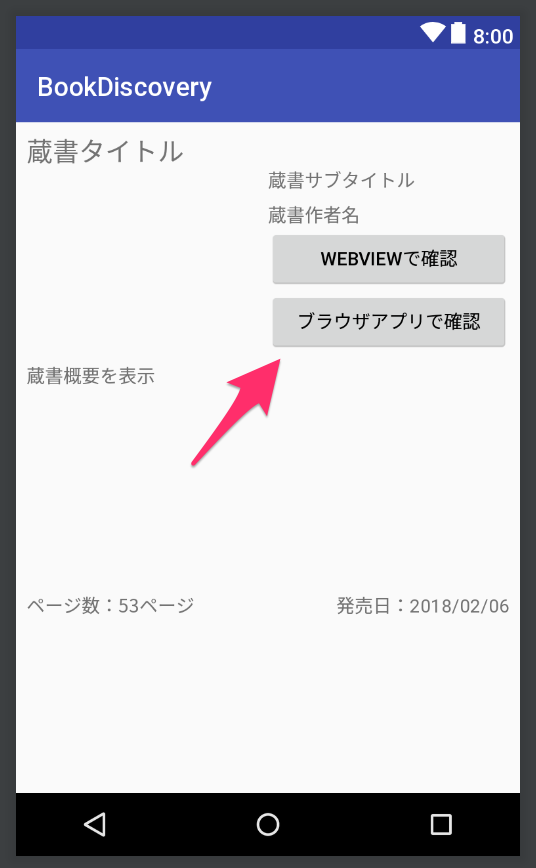 8:00
BookDiscovery
蔵書タイトル
蔵書サブタイトル
蔵書作者名
WEBVIEWで確認
ブラウザアプリで確認
蔵書概要を表示
ページ数：53ページ
発売日：2018/02/06